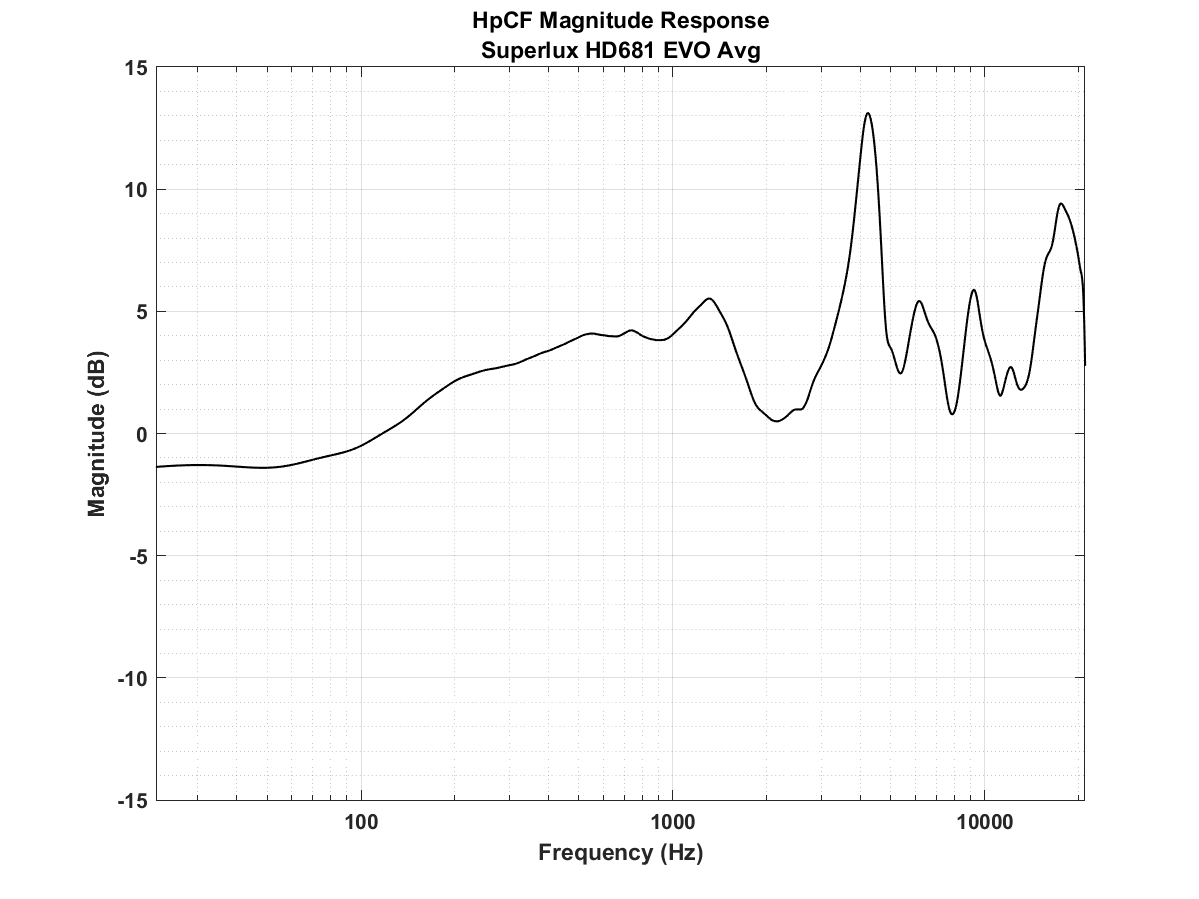 HpCF Magnitude Response
Superlux HD681 EVO Avg
15
10
5
0
-5
-10
-15
Magnitude (dB)
100
1000
10000
Frequency (Hz)